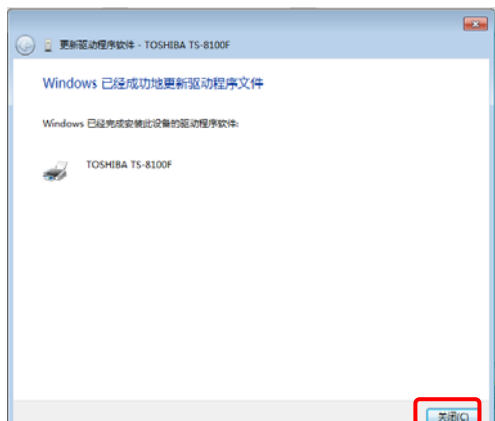 更新驱动程序软件 - TOSHIBA TS-8100F
Windows 已经成功地更新驱动程序文件
Windows 已经完成安装此设备的驱动程序软件:
TOSHIBA TS-8100F
关闭(C)